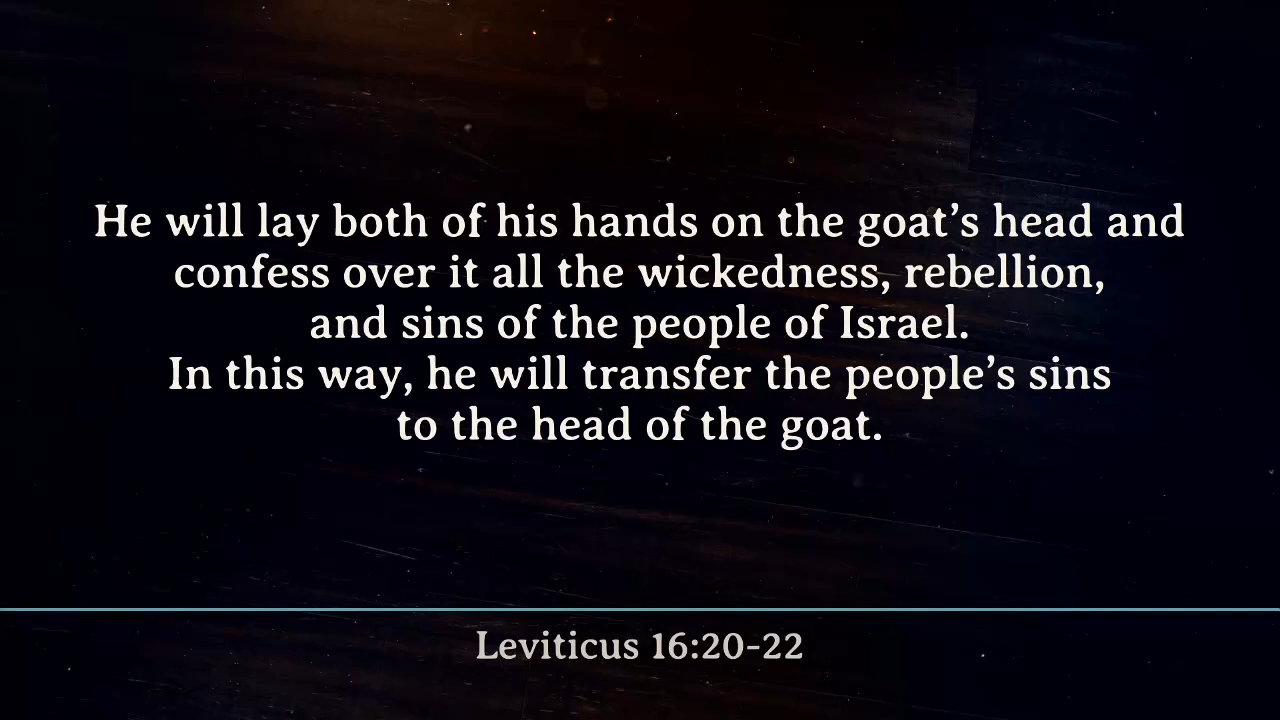 He will lay both of his hands on the goat’s head and
confess over it all the wickedness, rebellion,
and sins of the people of Israel.
In this way, he will transfer the people’s sins
to the head of the goat.
Leviticus 16:20-22